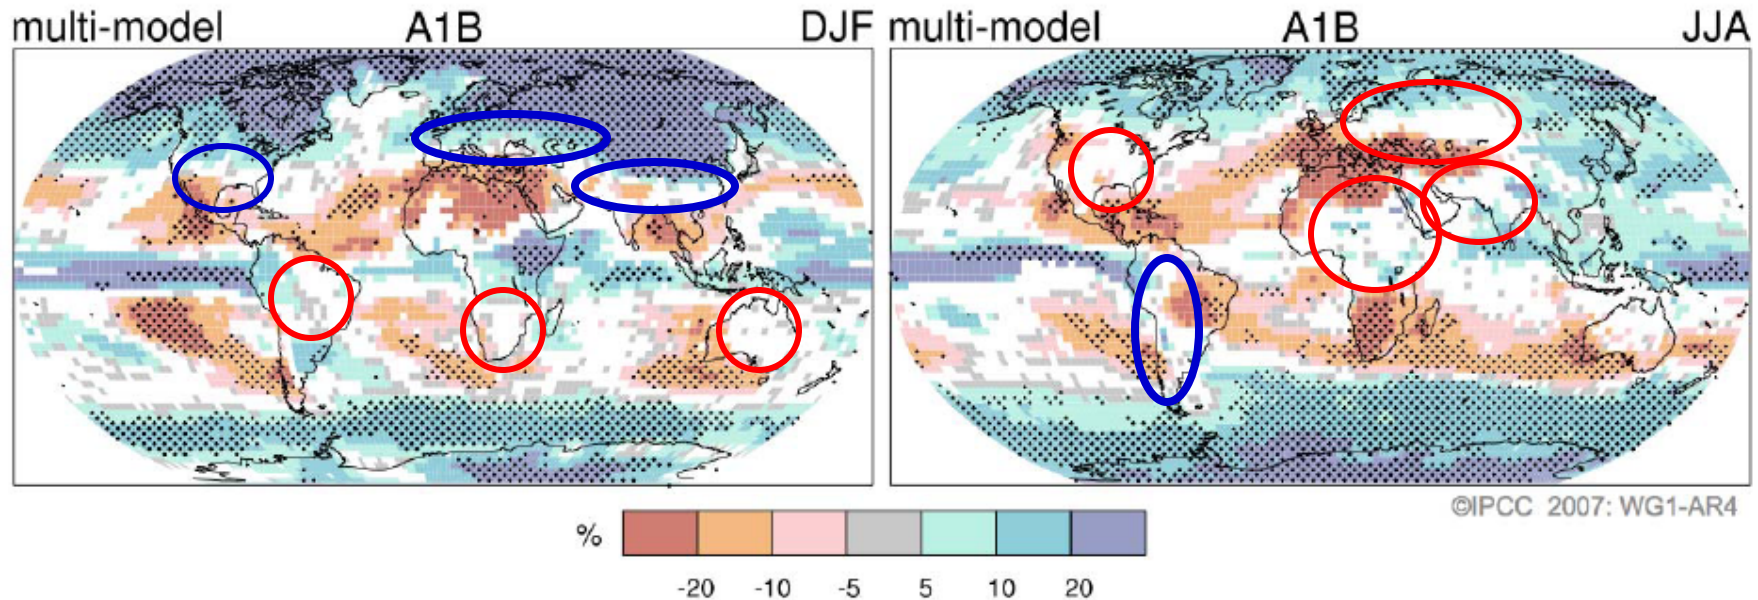 multi-model A1B DJF
multi-model A1B JJA
©IPCC 2007: WG1-AR4
%
-20 -10 -5 5 10 20